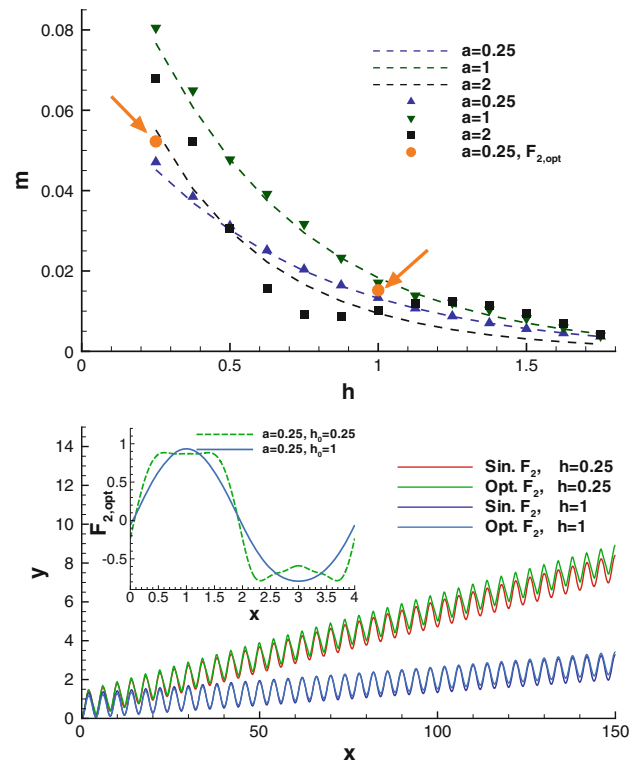 0.08
0.06
0.04
0.02
0
m
0
0.5
1
1.5
h
a=0.25
a=1
a=2
a=0.25
a=1
a=2
a=0.25, F2,opt
14
12
10
8
6
4
2
0
y
50
100
150
x
Sin. F2, h=0.25
Opt. F2, h=0.25
Sin. F2, h=1
Opt. F2, h=1
a=0.25, h0=0.25
a=0.25, h0=1
1
0.5
0
-0.5
F2,opt
0
0.5
1
1.5
2
2.5
3
3.5
4
x